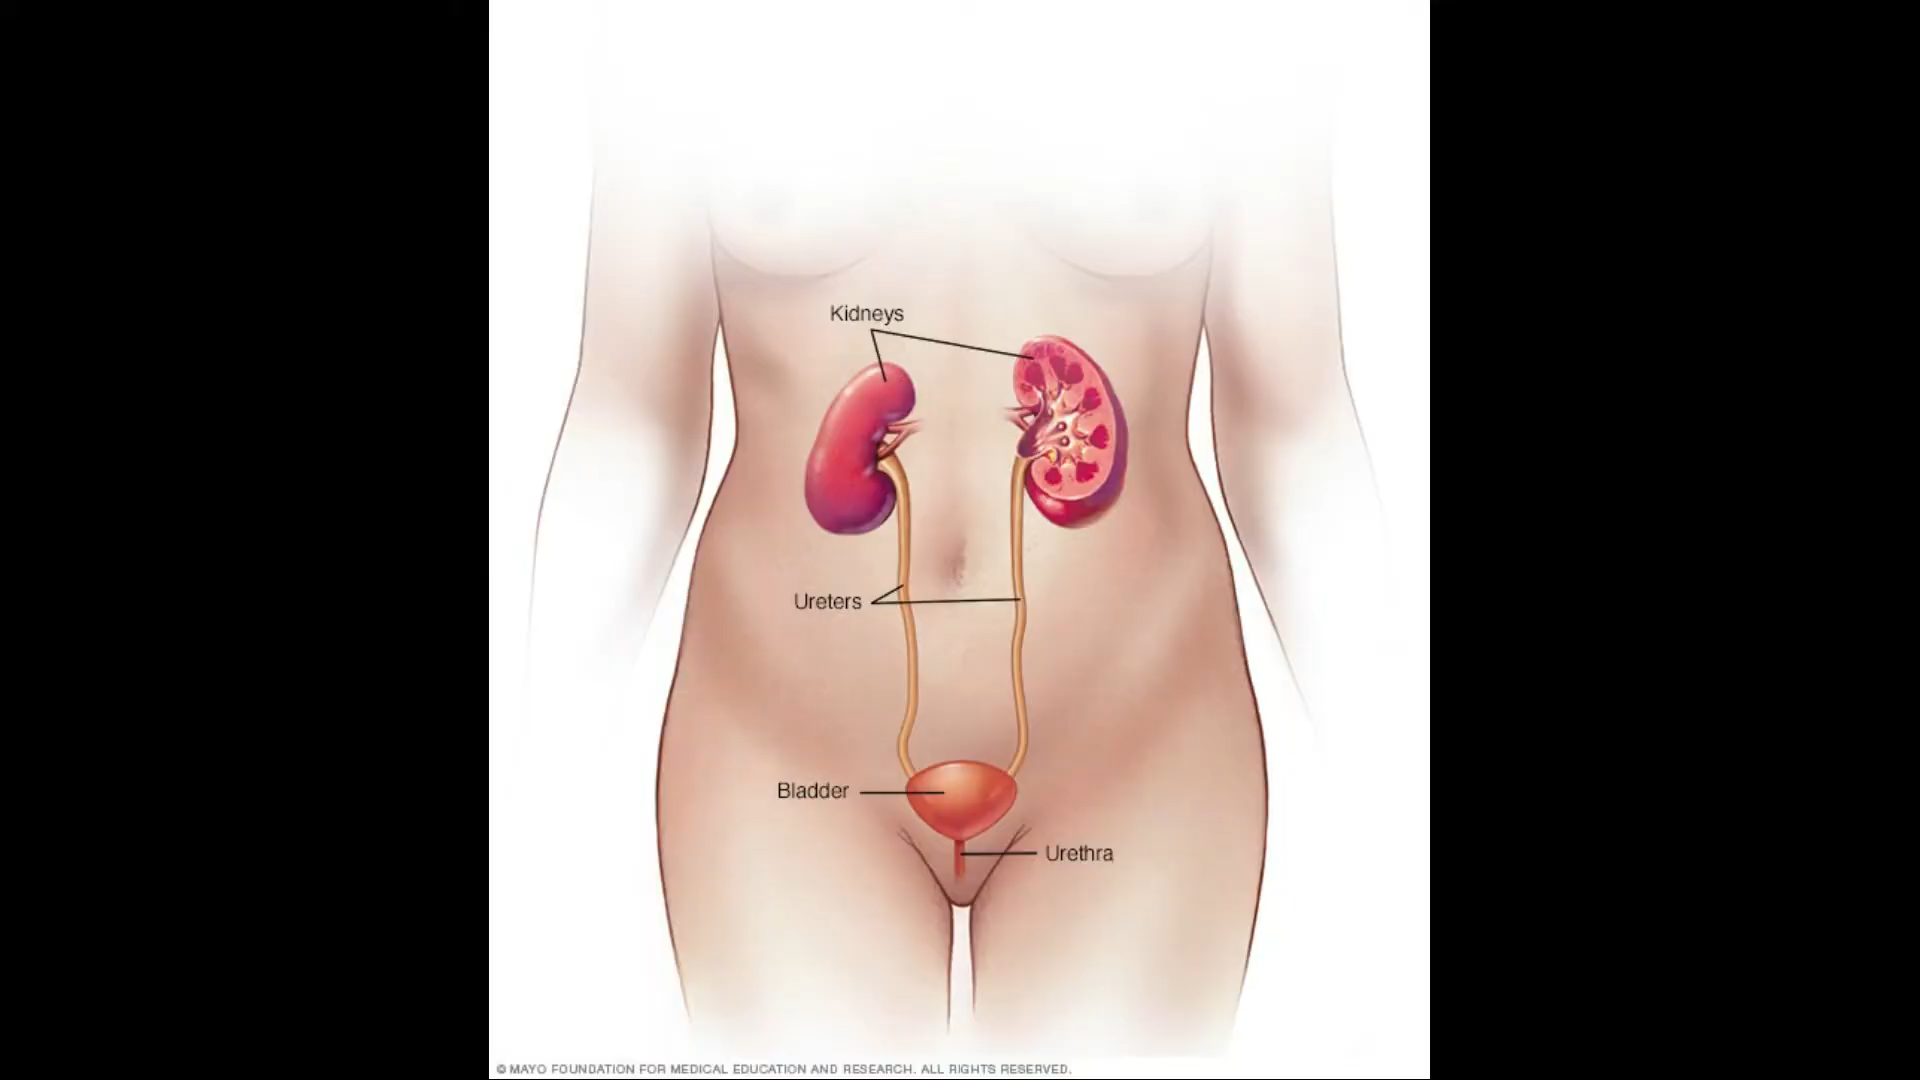 Kidneys
Ureters
Bladder
Urethra
© MAYO FOUNDATION FOR MEDICAL EDUCATION AND RESEARCH. ALL RIGHTS RESERVED.